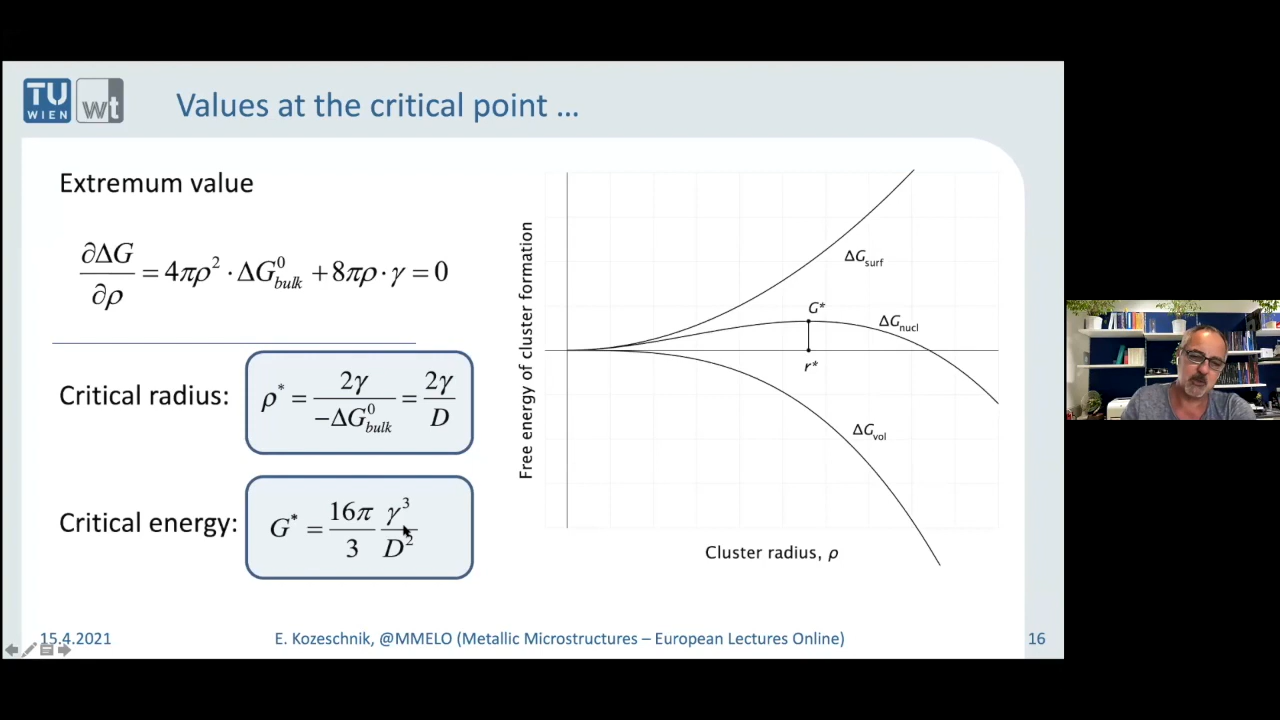 TU
WIEN
wt
Values at the critical point ...
Extremum value
∂ΔG/∂ρ = 4πρ² · ΔG⁰bulk + 8πρ · γ = 0
Critical radius:
ρ* = 2γ/−ΔG⁰bulk = 2γ/D
Critical energy:
G* = 16π/3 γ³/D²
Free energy of cluster formation
ΔGsurf
G*
ΔGnucl
r*
ΔGvol
Cluster radius, ρ
15.4.2021
E. Kozeschnik, @MMELO (Metallic Microstructures – European Lectures Online)
16